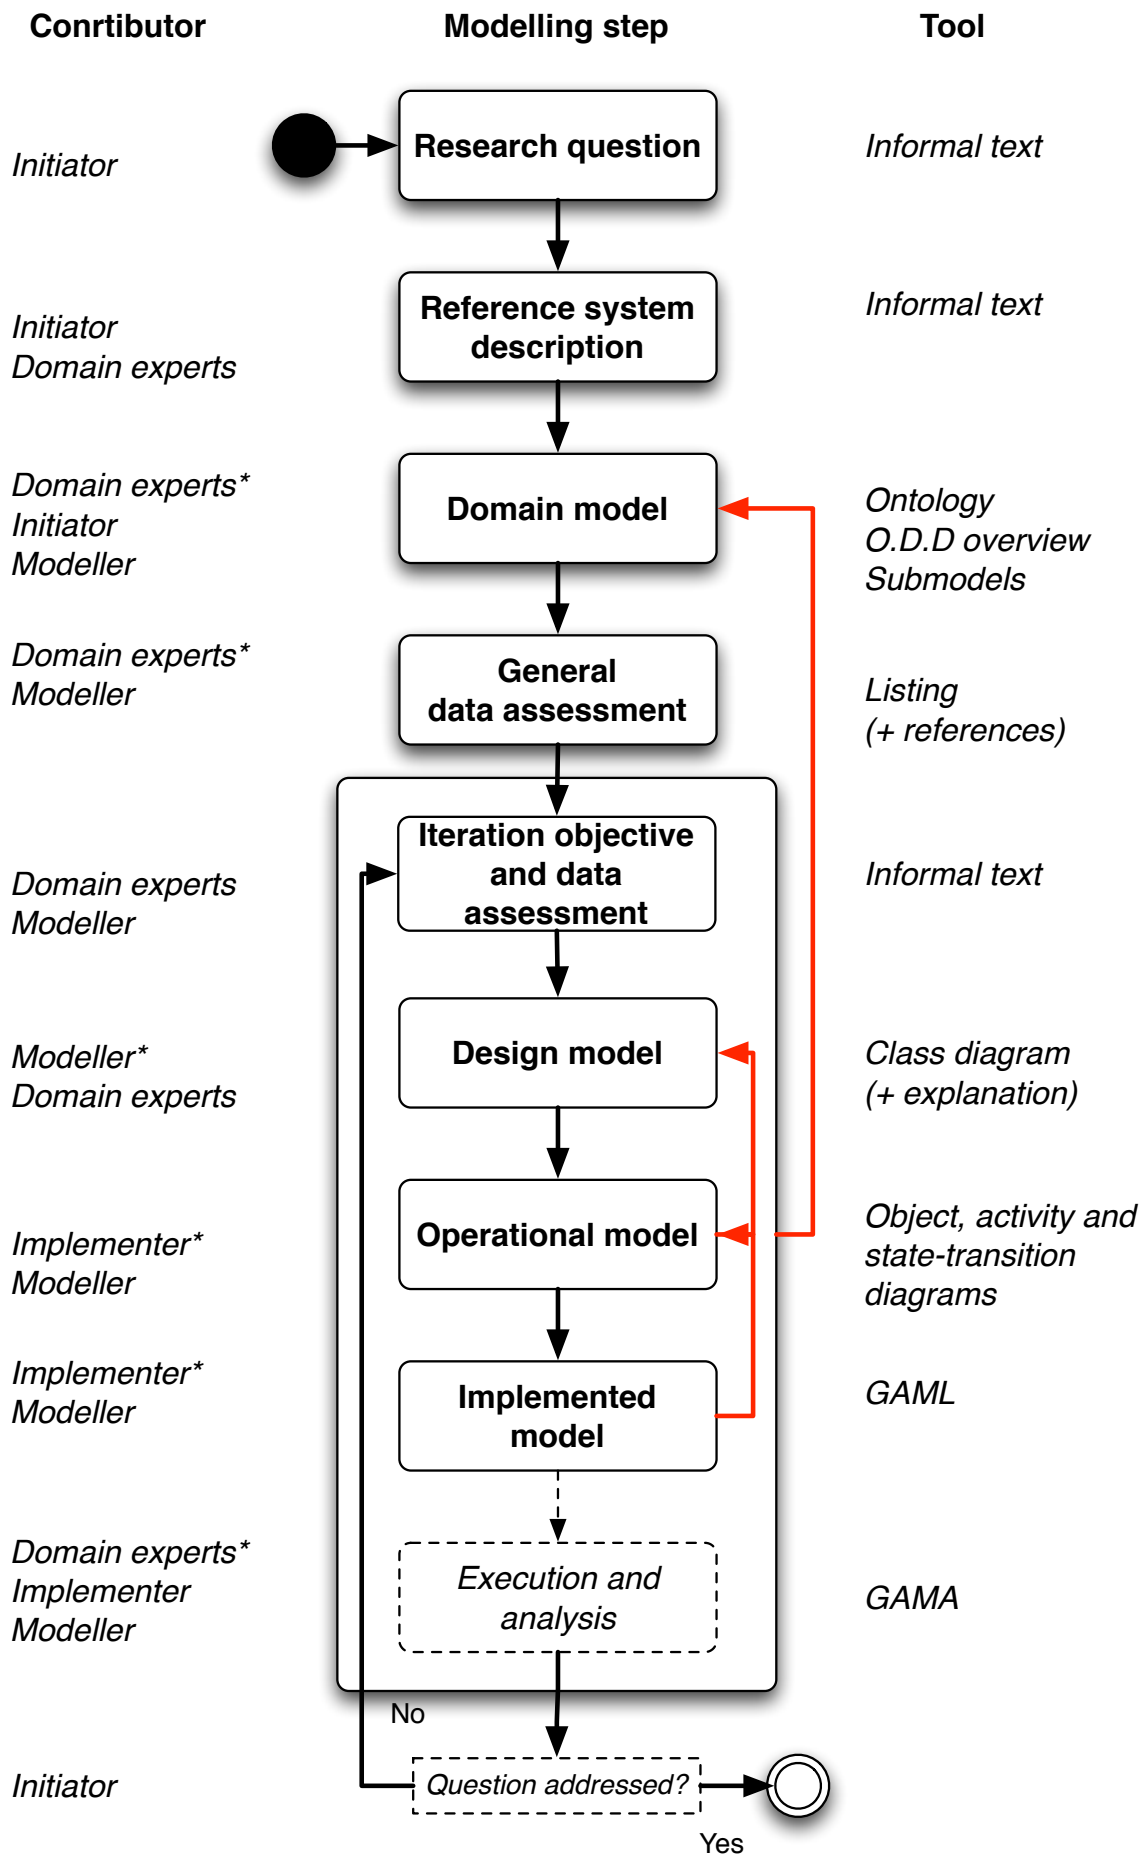 Conrtibutor
Modelling step
Tool
Initiator
Research question
Informal text
Initiator
Domain experts
Reference system
description
Informal text
Domain experts*
Initiator
Modeller
Domain model
Ontology
O.D.D overview
Submodels
Domain experts*
Modeller
General
data assessment
Listing
(+ references)
Domain experts
Modeller
Iteration objective
and data
assessment
Informal text
Modeller*
Domain experts
Design model
Class diagram
(+ explanation)
Implementer*
Modeller
Operational model
Object, activity and
state-transition
diagrams
Implementer*
Modeller
Implemented
model
GAML
Domain experts*
Implementer
Modeller
Execution and
analysis
GAMA
No
Initiator
Question addressed?
Yes